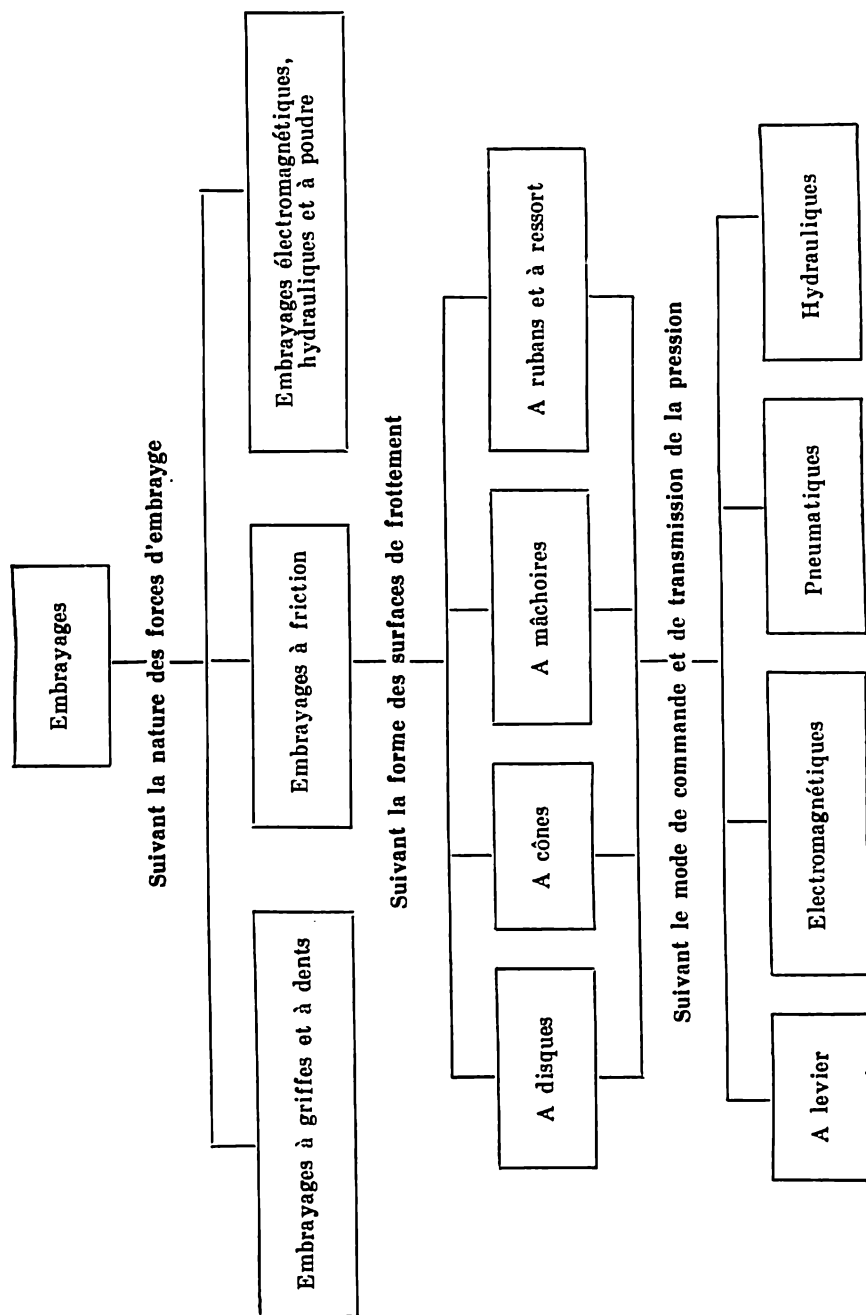 Embrayages
Suivant la nature des forces d'embrayge
Embrayages à griffes et à dents
Embrayages à friction
Embrayages électromagnétiques,
hydrauliques et à poudre
Suivant la forme des surfaces de frottement
A disques
A cônes
A mâchoires
A rubans et à ressort
Suivant le mode de commande et de transmission de la pression
A levier
Electromagnétiques
Pneumatiques
Hydrauliques